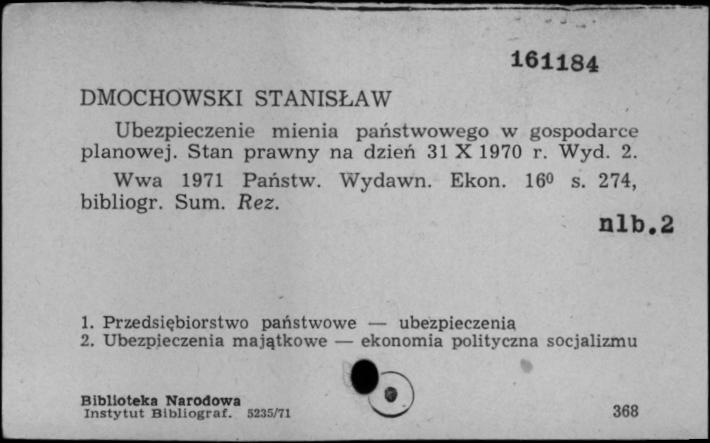 161184
DMOCHOWSKI STANISŁAW
Ubezpieczenie mienia państwowego w gospodarce
planowej. Stan prawny na dzień 31 X 1970 r. Wyd. 2.
Wwa 1971 Państw. Wydawn. Ekon. 16⁰ s. 274,
bibliogr. Sum. Rez.
nlb.2
1. Przedsiębiorstwo państwowe — ubezpieczenia
2. Ubezpieczenia majątkowe — ekonomia polityczna socjalizmu
Biblioteka Narodowa
Instytut Bibliograf. 5235/71
368